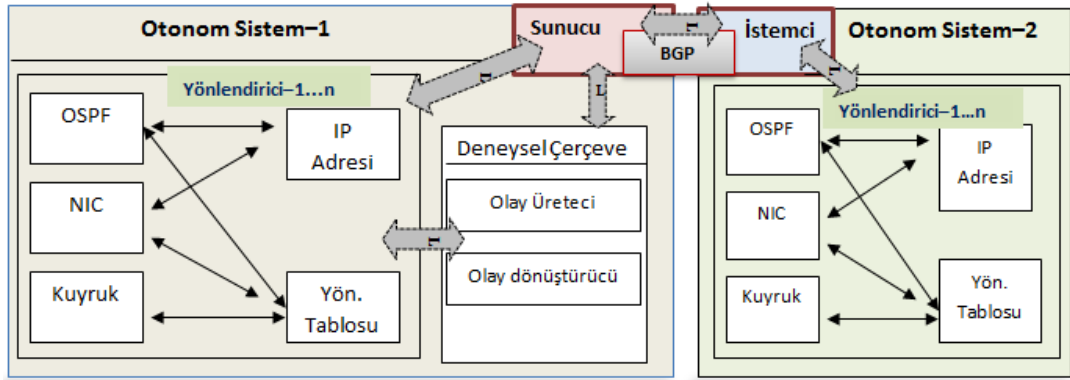 Otonom Sistem–1
Sunucu
L
BGP
İstemci
Otonom Sistem–2
L
L
L
Yönlendirici–1...n
OSPF
IP
Adresi
NIC
Kuyruk
Yön.
Tablosu
L
Deneysel Çerçeve
Olay Üreteci
Olay dönüştürücü
Yönlendirici–1...n
OSPF
IP
Adresi
NIC
Kuyruk
Yön.
Tablosu